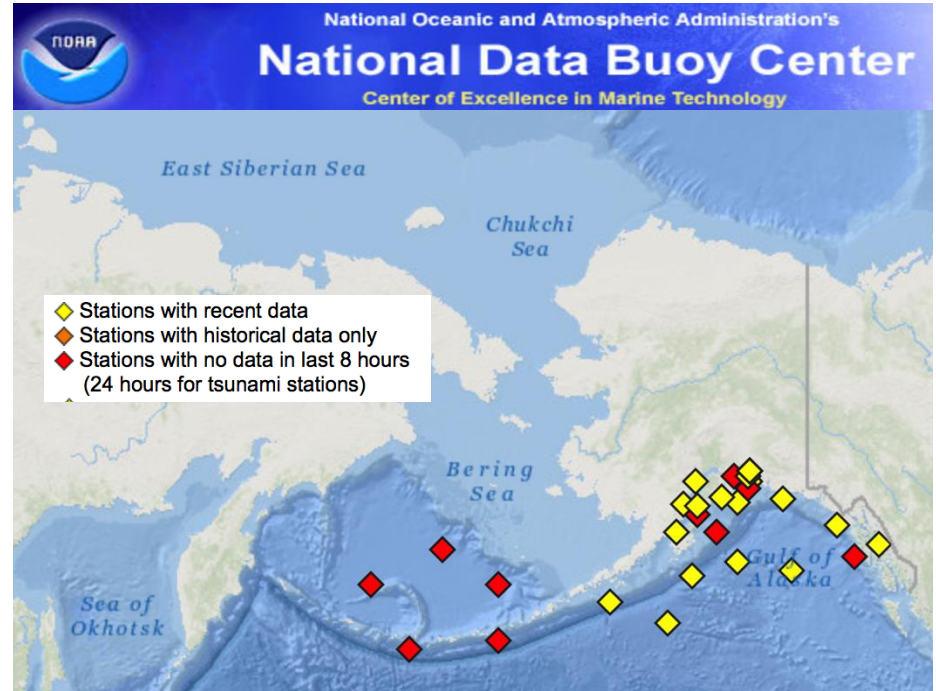 NOAA
National Oceanic and Atmospheric Administration's
National Data Buoy Center
Center of Excellence in Marine Technology
East Siberian Sea
Chukchi
Sea
Stations with recent data
Stations with historical data only
Stations with no data in last 8 hours
(24 hours for tsunami stations)
Bering
Sea
Gulf of
Alaska
Sea of
Okhotsk